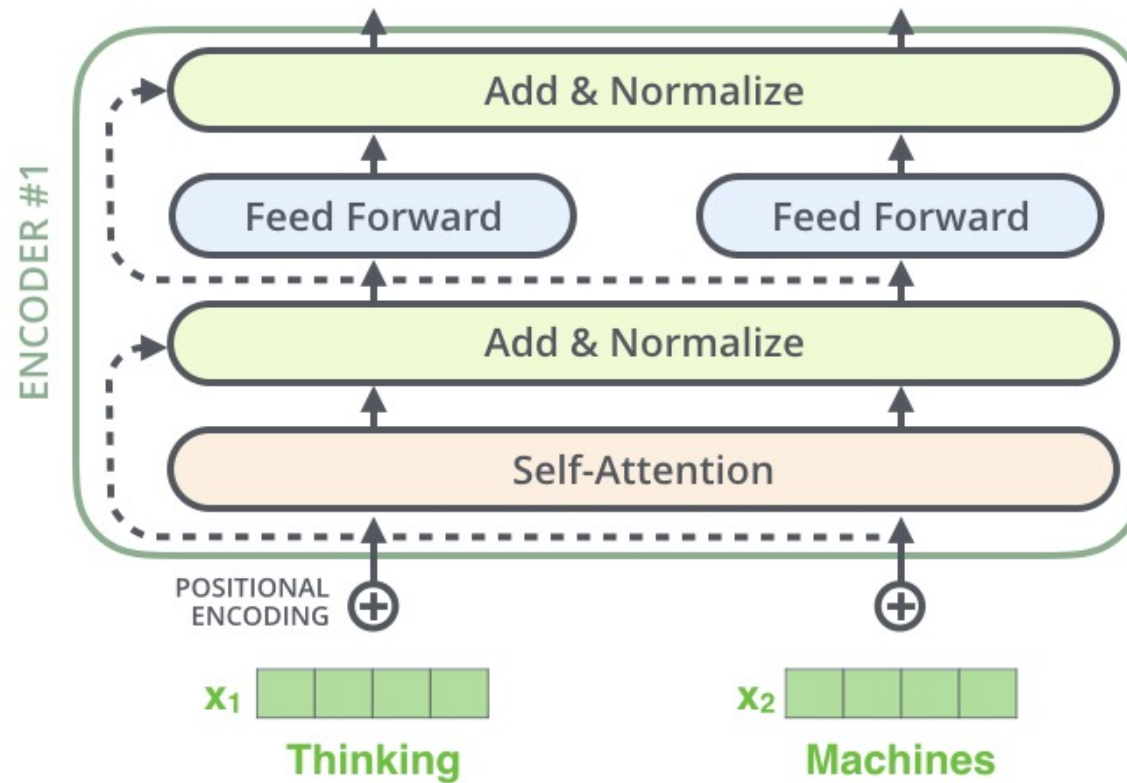 Add & Normalize
ENCODER #1
Feed Forward
Feed Forward
Add & Normalize
Self-Attention
POSITIONAL
ENCODING
x₁
x₂
Thinking
Machines